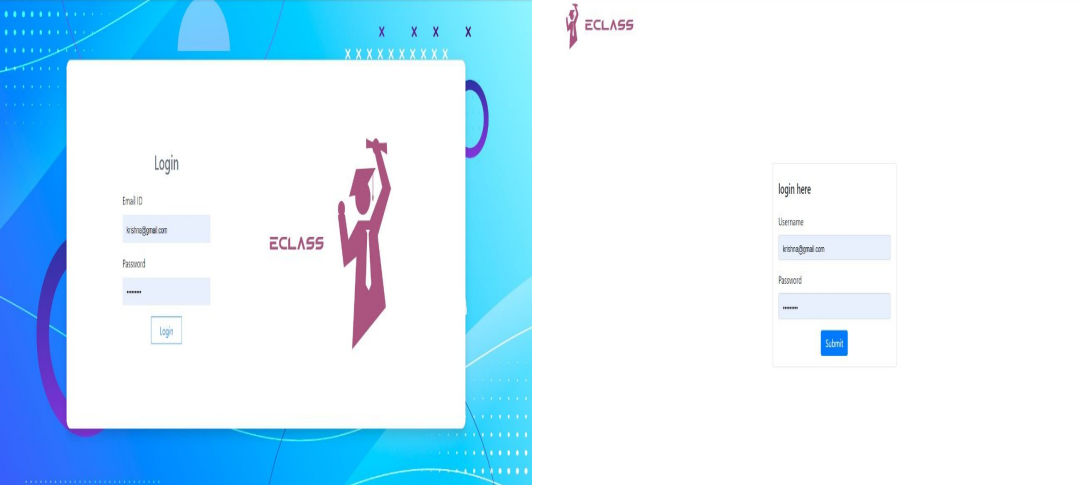 Login
Email ID
krishna@gmail.com
Password
•••••••
Login
ECLASS
ECLASS
login here
Username
krishna@gmail.com
Password
••••••••
Submit